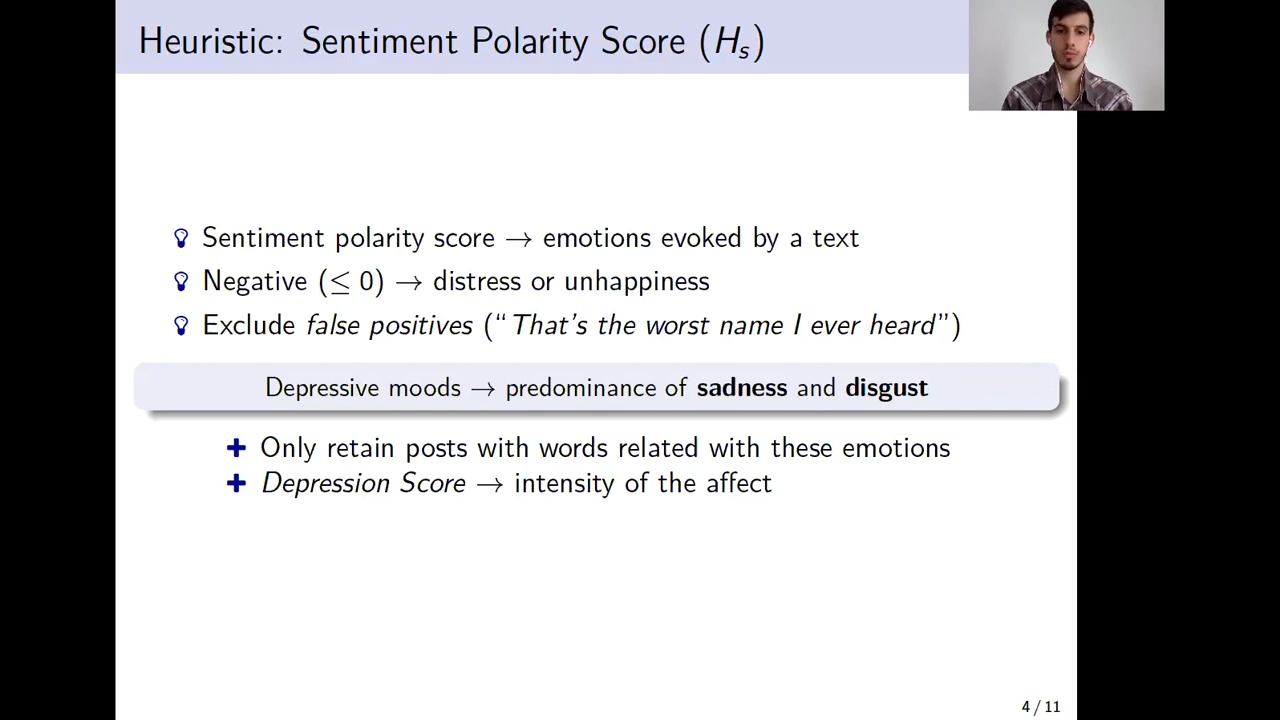 Heuristic: Sentiment Polarity Score (Hs)
Sentiment polarity score → emotions evoked by a text
Negative (≤ 0) → distress or unhappiness
Exclude false positives (“That’s the worst name I ever heard”)
Depressive moods → predominance of sadness and disgust
Only retain posts with words related with these emotions
Depression Score → intensity of the affect
4 / 11